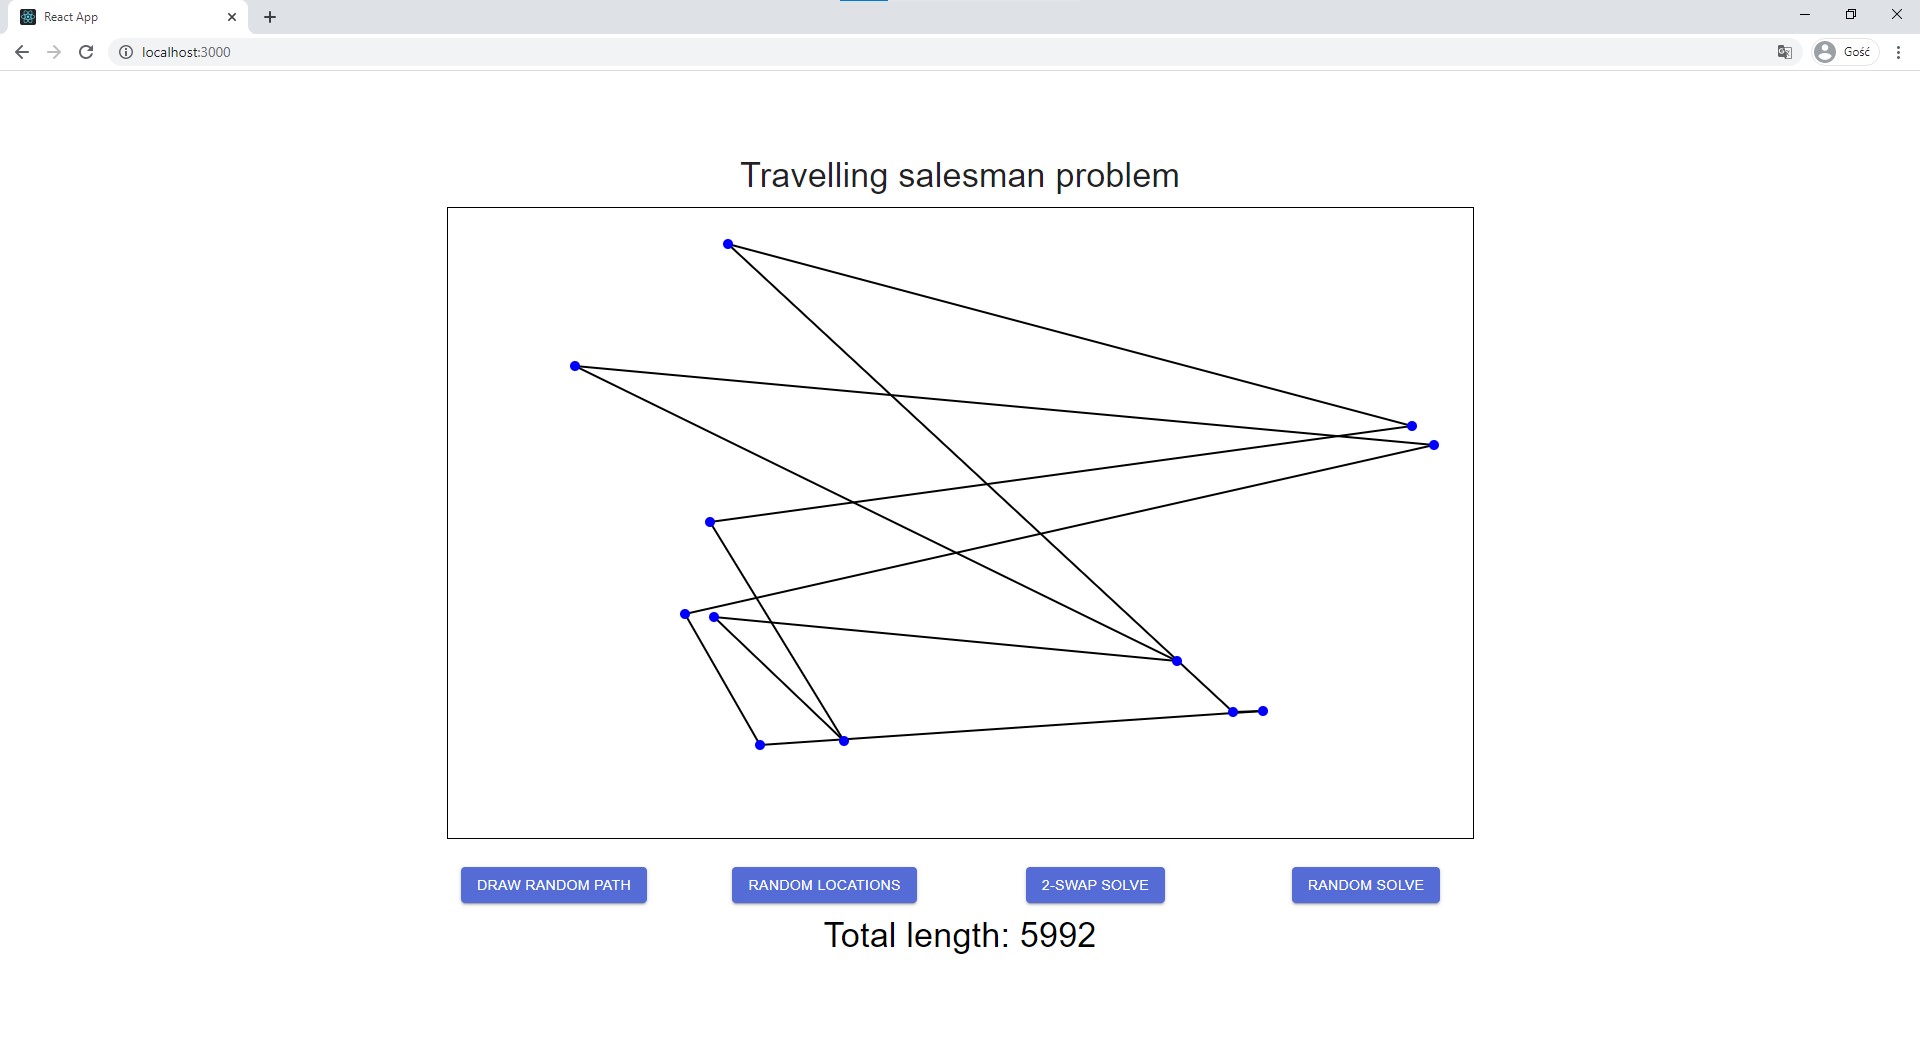 React App
localhost:3000
Gość
Travelling salesman problem
DRAW RANDOM PATH
RANDOM LOCATIONS
2-SWAP SOLVE
RANDOM SOLVE
Total length: 5992